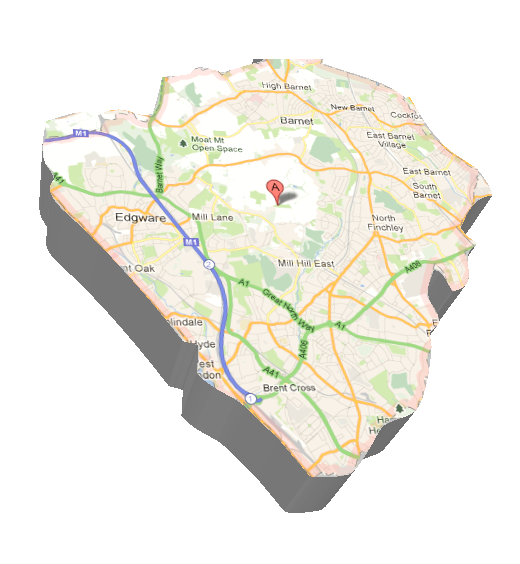 High Barnet
New Barnet
Cockfo
Barnet
M1
Moat Mt
Open Space
East Barnet
Village
A41
Barnet Way
A
East Barnet
South
Barnet
Edgware
Mill Lane
North
Finchley
M1
nt Oak
2
Mill Hill East
A406
A1
Great North Way
lindale
A1
Hyde
A406
est
don
A41
Brent Cross
1
Ha
H